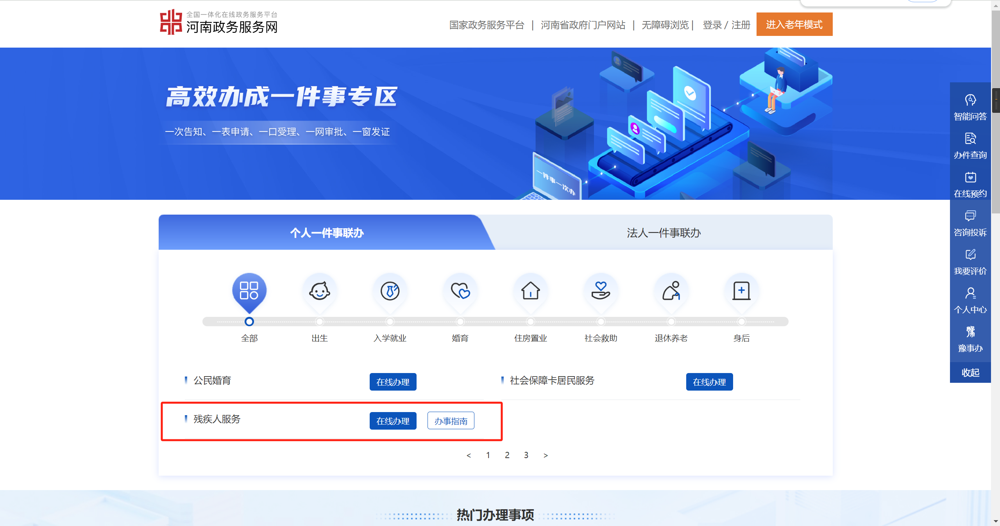 全国一体化在线政务服务平台
河南政务服务网
国家政务服务平台 | 河南省政府门户网站 | 无障碍浏览 | 登录 / 注册 进入老年模式
高效办成一件事专区
一次告知、一表申请、一口受理、一网审批、一窗发证
一件事一次办
智能问答
办件查询
在线预约
咨询投诉
我要评价
个人中心
豫事办
收起
个人一件事联办 法人一件事联办
全部 出生 入学就业 婚育 住房置业 社会救助 退休养老 身后
公民婚育 在线办理 社会保障卡居民服务 在线办理
残疾人服务 在线办理 办事指南
< 1 2 3 >
热门办理事项